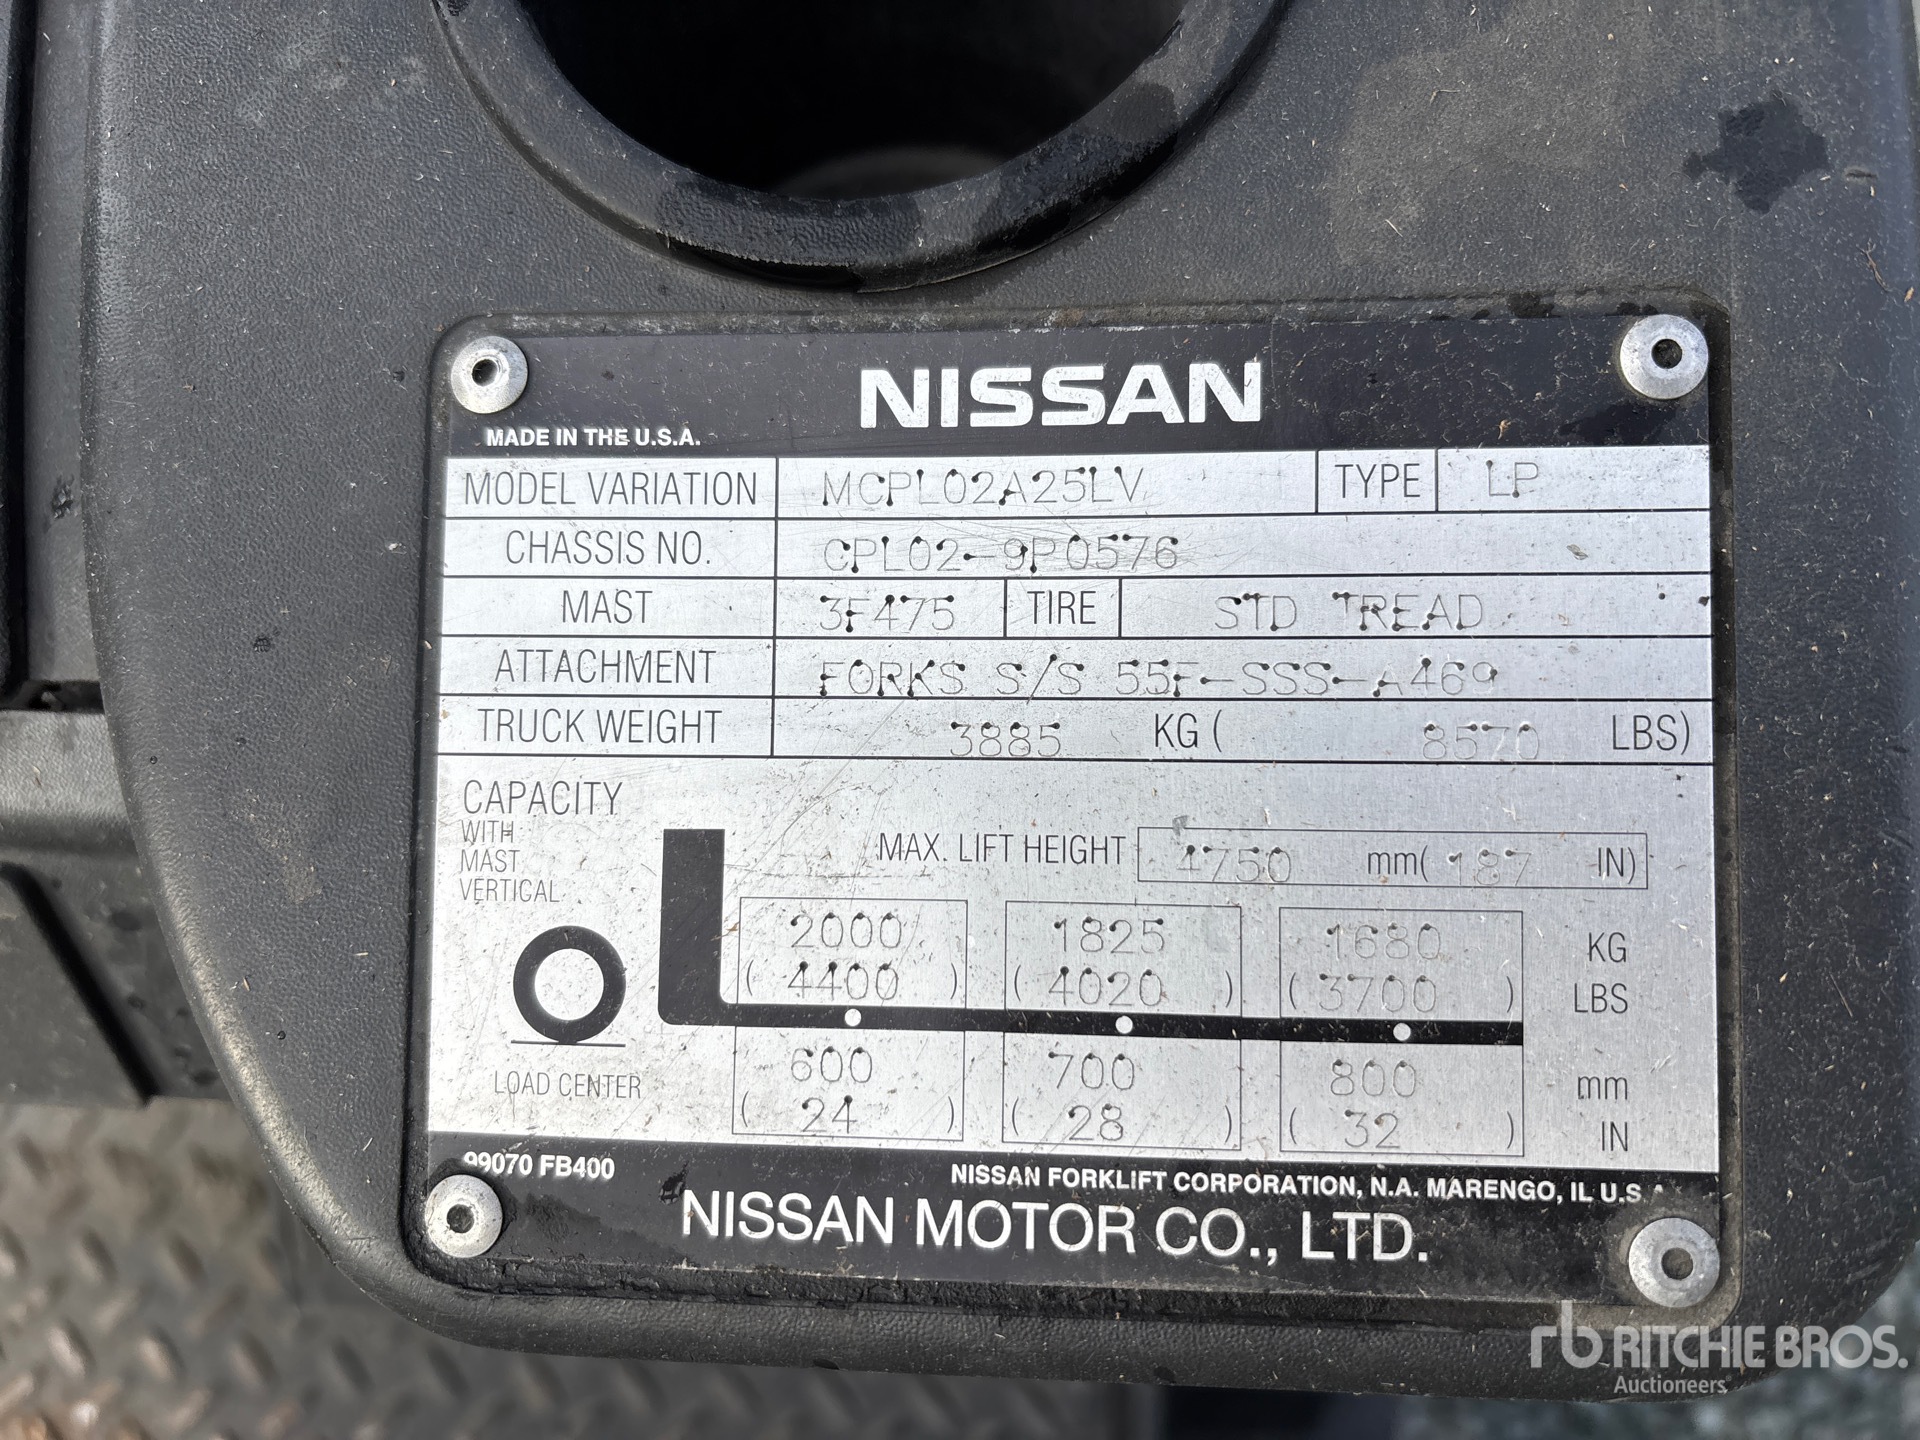 NISSAN
MADE IN THE U.S.A.
MODEL VARIATION MCPL02A25LV TYPE LP
CHASSIS NO. CPL02-9P0576
MAST 3F475 TIRE STD TREAD
ATTACHMENT FORKS S/S 55F-SSS-A469
TRUCK WEIGHT 3885 KG ( 8570 LBS)
CAPACITY
WITH
MAST
VERTICAL
MAX. LIFT HEIGHT 4750 mm( 187 IN)
2000 1825 1680 KG
( 4400 ) ( 4020 ) ( 3700 ) LBS
LOAD CENTER
600 700 800 mm
( 24 ) ( 28 ) ( 32 ) IN
99070 FB400
NISSAN FORKLIFT CORPORATION, N.A. MARENGO, IL U.S.A.
NISSAN MOTOR CO., LTD.
rb RITCHIE BROS.
Auctioneers